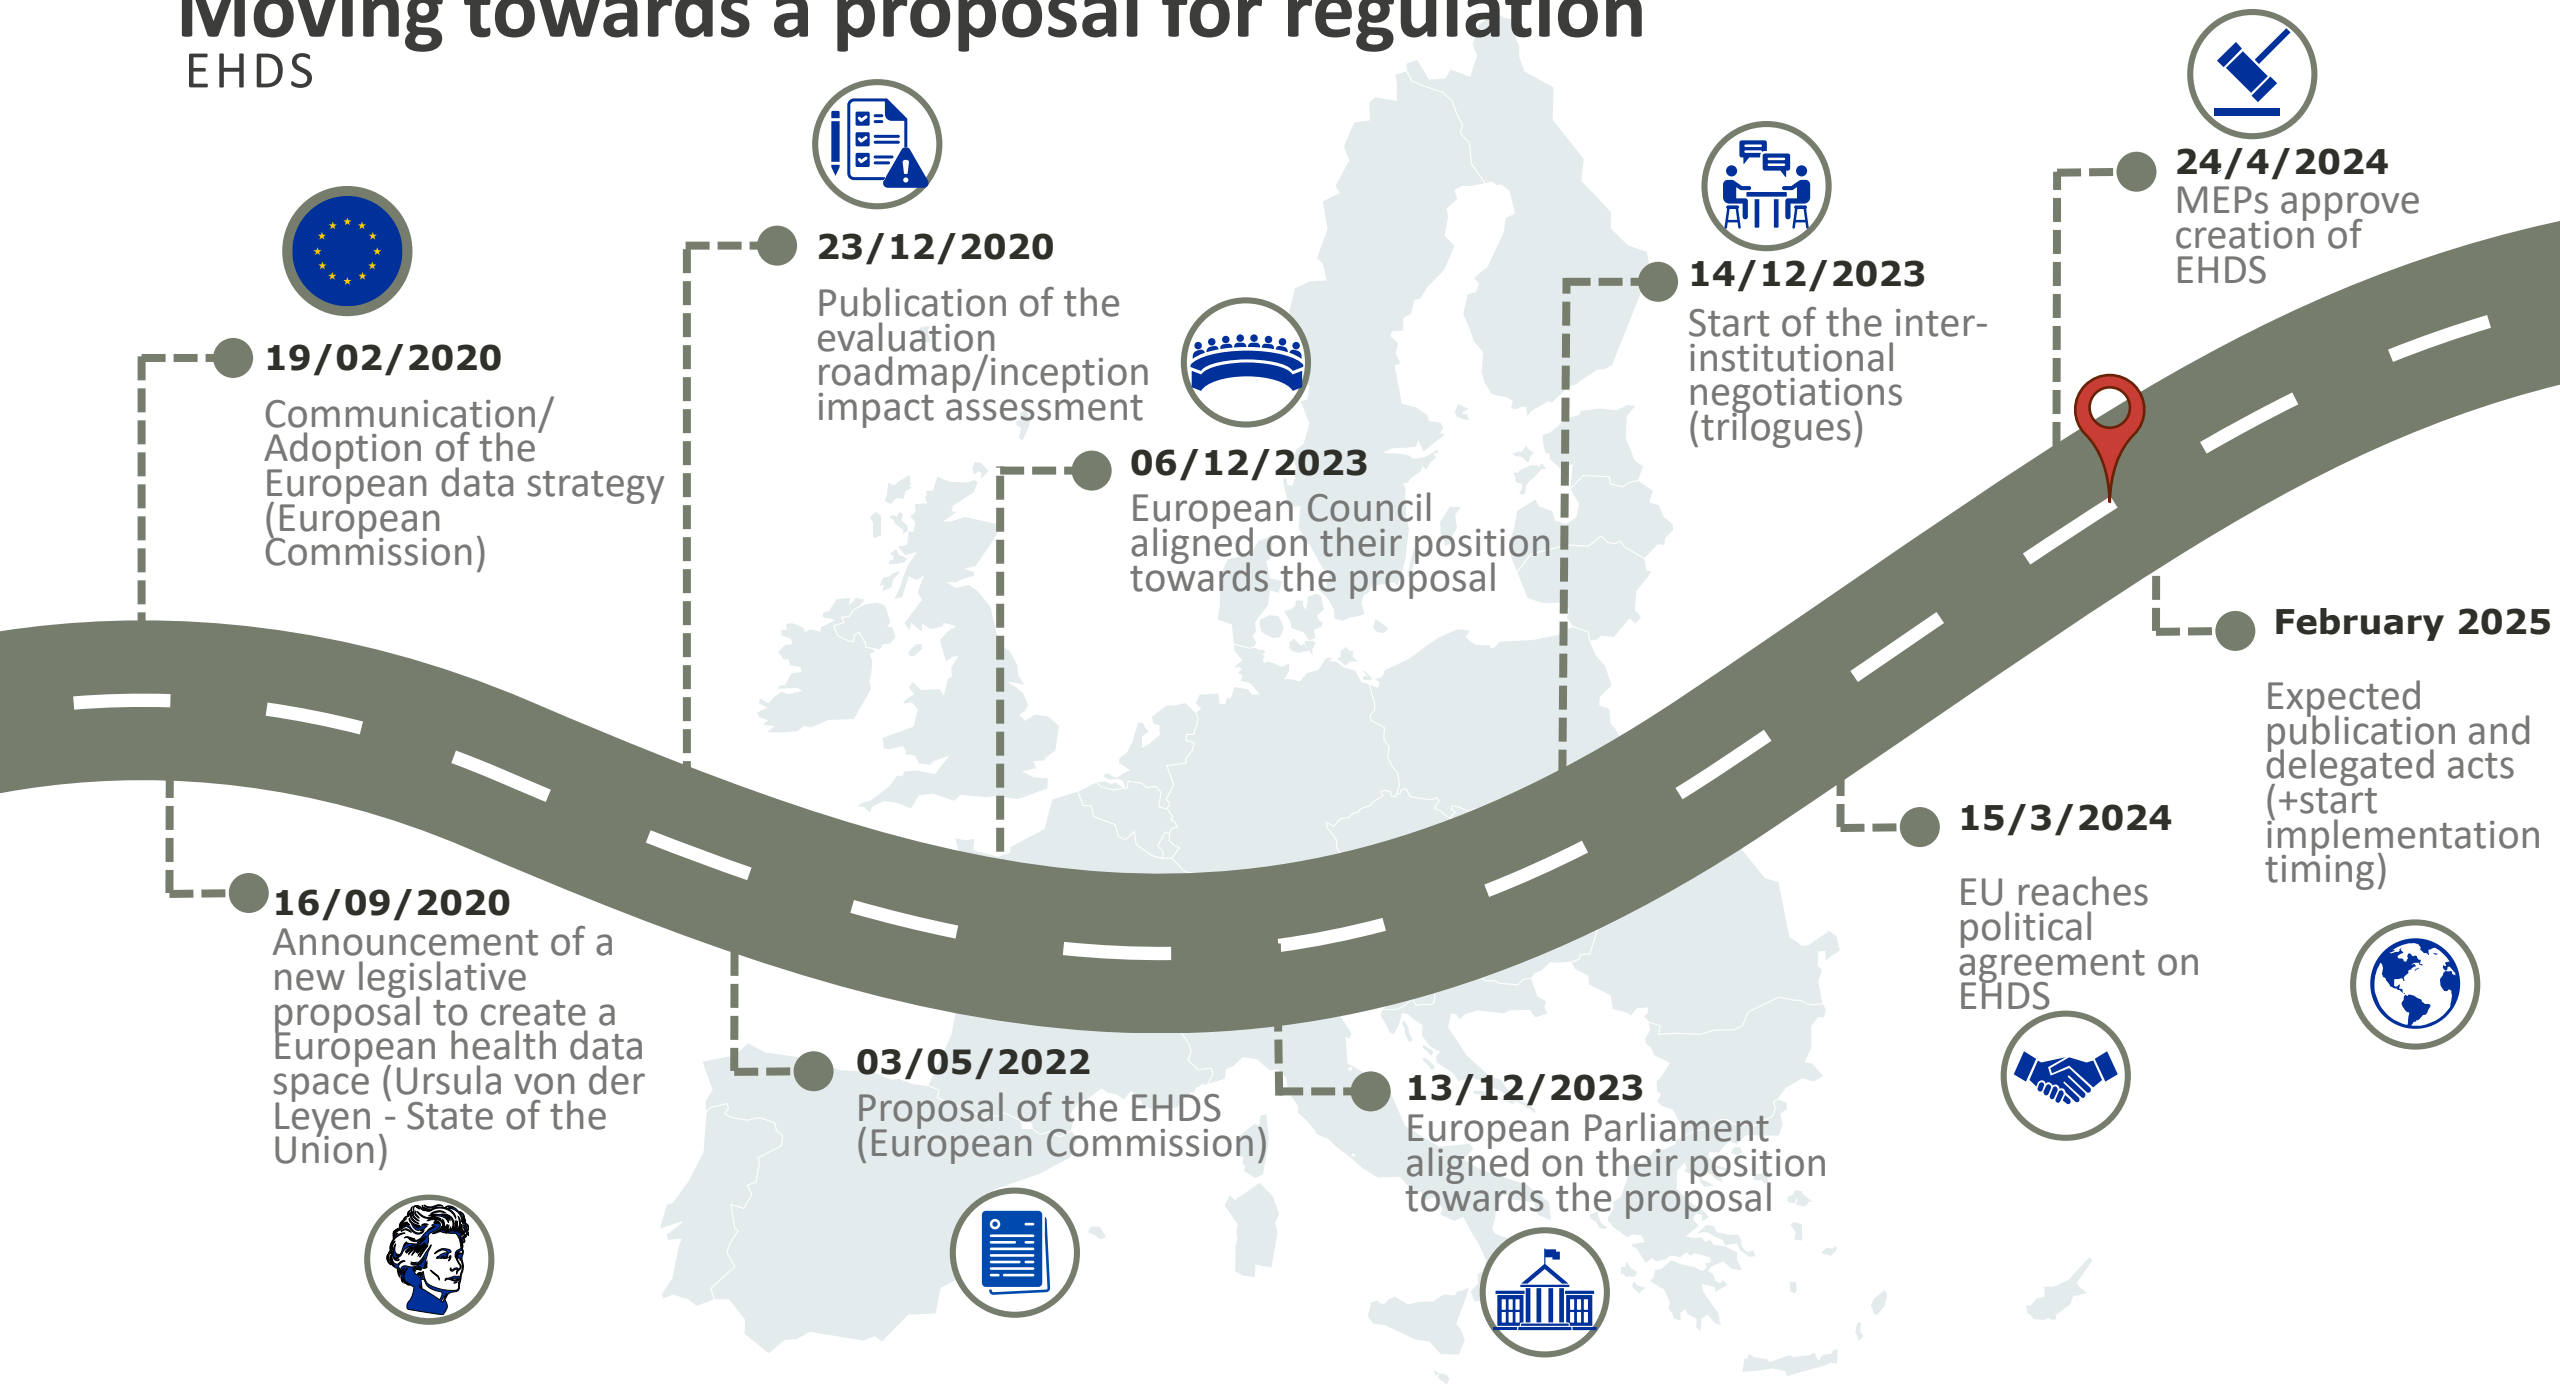 Moving towards a proposal for regulation
EHDS
19/02/2020
Communication/
Adoption of the
European data strategy
(European
Commission)
16/09/2020
Announcement of a
new legislative
proposal to create a
European health data
space (Ursula von der
Leyen - State of the
Union)
23/12/2020
Publication of the
evaluation
roadmap/inception
impact assessment
03/05/2022
Proposal of the EHDS
(European Commission)
06/12/2023
European Council
aligned on their position
towards the proposal
13/12/2023
European Parliament
aligned on their position
towards the proposal
14/12/2023
Start of the inter-
institutional
negotiations
(trilogues)
15/3/2024
EU reaches
political
agreement on
EHDS
24/4/2024
MEPs approve
creation of
EHDS
February 2025
Expected
publication and
delegated acts
(+start
implementation
timing)